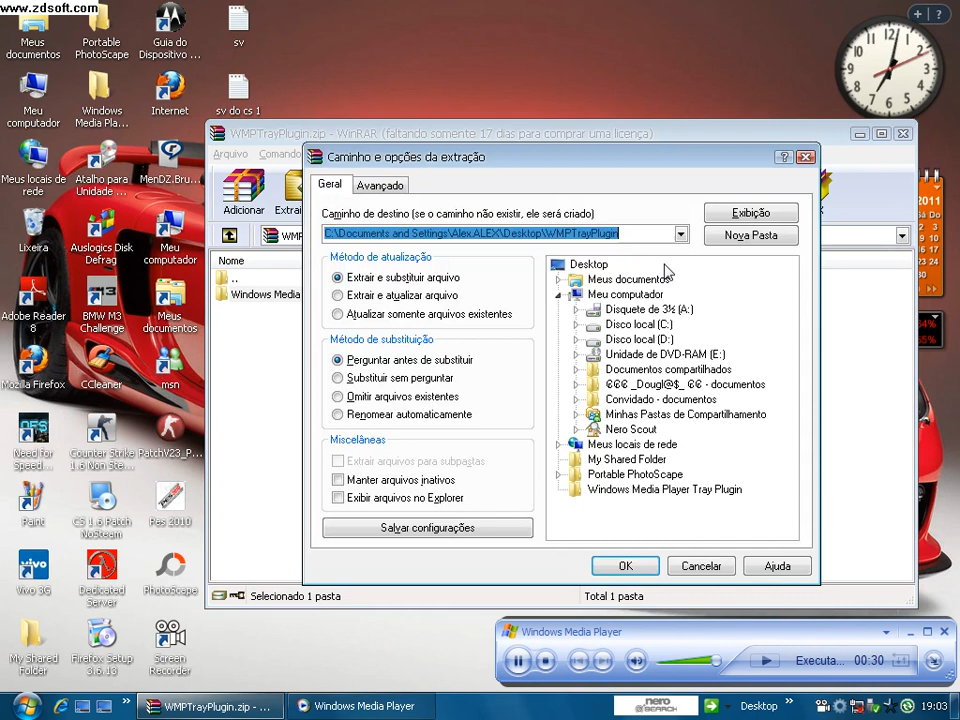 www.zdsoft.com
Meus documentos
Portable PhotoScape
Guia do Dispositivo ...
sv
Meu computador
Windows Media Pla...
Internet
sv do cs 1
Meus locais de rede
Atalho para Unidade ...
MenDZ.Bru...
Lixeira
Auslogics Disk Defrag
Meu computador
Adobe Reader 8
BMW M3 Challenge
Meus documentos
Mozilla Firefox
CCleaner
msn
Need for Speed...
Counter Strike 1.6 Non Ste...
PatchV23_P...
Paint
CS 1.6 Patch NoSteam
Pes 2010
Vivo 3G
Dedicated Server
PhotoScape
My Shared Folder
Firefox Setup 3.6.13
Screen Recorder
WMPTrayPlugin.zip - WinRAR (faltando somente 17 dias para comprar uma licença)
Arquivo Comando
Adicionar Extrai
WMP
Nome
..
Windows Media
Selecionado 1 pasta
Total 1 pasta
Caminho e opções da extração
Geral
Avançado
Caminho de destino (se o caminho não existir, ele será criado)
C:\Documents and Settings\Alex.ALEX\Desktop\WMPTrayPlugin
Exibição
Nova Pasta
Método de atualização
Extrair e substituir arquivo
Extrair e atualizar arquivo
Atualizar somente arquivos existentes
Método de substituição
Perguntar antes de substituir
Substituir sem perguntar
Omitir arquivos existentes
Renomear automaticamente
Miscelâneas
Extrair arquivos para subpastas
Manter arquivos inativos
Exibir arquivos no Explorer
Salvar configurações
Desktop
Meus documentos
Meu computador
Disquete de 3½ (A:)
Disco local (C:)
Disco local (D:)
Unidade de DVD-RAM (E:)
Documentos compartilhados
_Dougl@$_ - documentos
Convidado - documentos
Minhas Pastas de Compartilhamento
Nero Scout
Meus locais de rede
My Shared Folder
Portable PhotoScape
Windows Media Player Tray Plugin
OK
Cancelar
Ajuda
2011
Sá Do
Windows Media Player
Executa... 00:30
WMPTrayPlugin.zip - ...
Windows Media Player
nero
SEARCH
Desktop
19:03